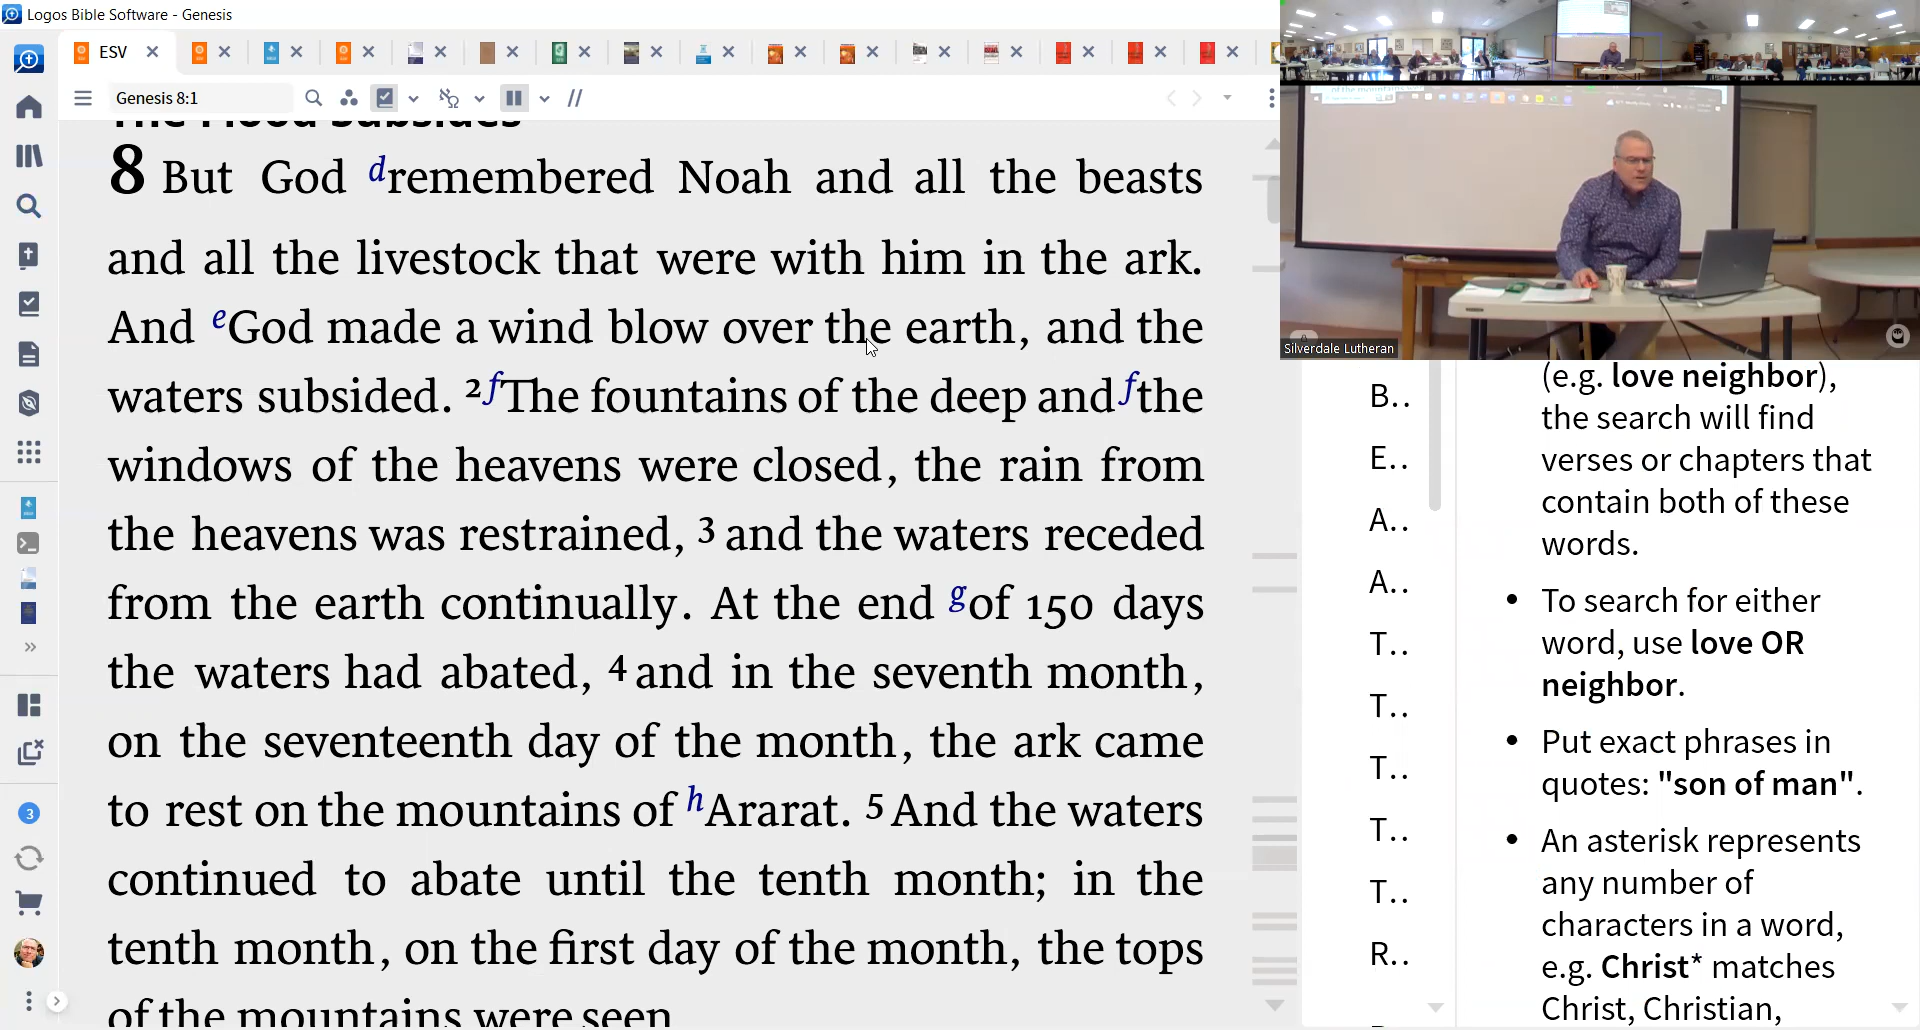 Logos Bible Software - Genesis
ESV
Genesis 8:1
The Flood Subsides
8 But God dremembered Noah and all the beasts
and all the livestock that were with him in the ark.
And eGod made a wind blow over the earth, and the
waters subsided. 2 fThe fountains of the deep and fthe
windows of the heavens were closed, the rain from
the heavens was restrained, 3 and the waters receded
from the earth continually. At the end gof 150 days
the waters had abated, 4 and in the seventh month,
on the seventeenth day of the month, the ark came
to rest on the mountains of hArarat. 5 And the waters
continued to abate until the tenth month; in the
tenth month, on the first day of the month, the tops
of the mountains were seen
3
Silverdale Lutheran
B..
E..
A..
A..
T..
T..
T..
T..
T..
R..
(e.g. love neighbor),
the search will find
verses or chapters that
contain both of these
words.
• To search for either
word, use love OR
neighbor.
• Put exact phrases in
quotes: "son of man".
• An asterisk represents
any number of
characters in a word,
e.g. Christ* matches
Christ, Christian,